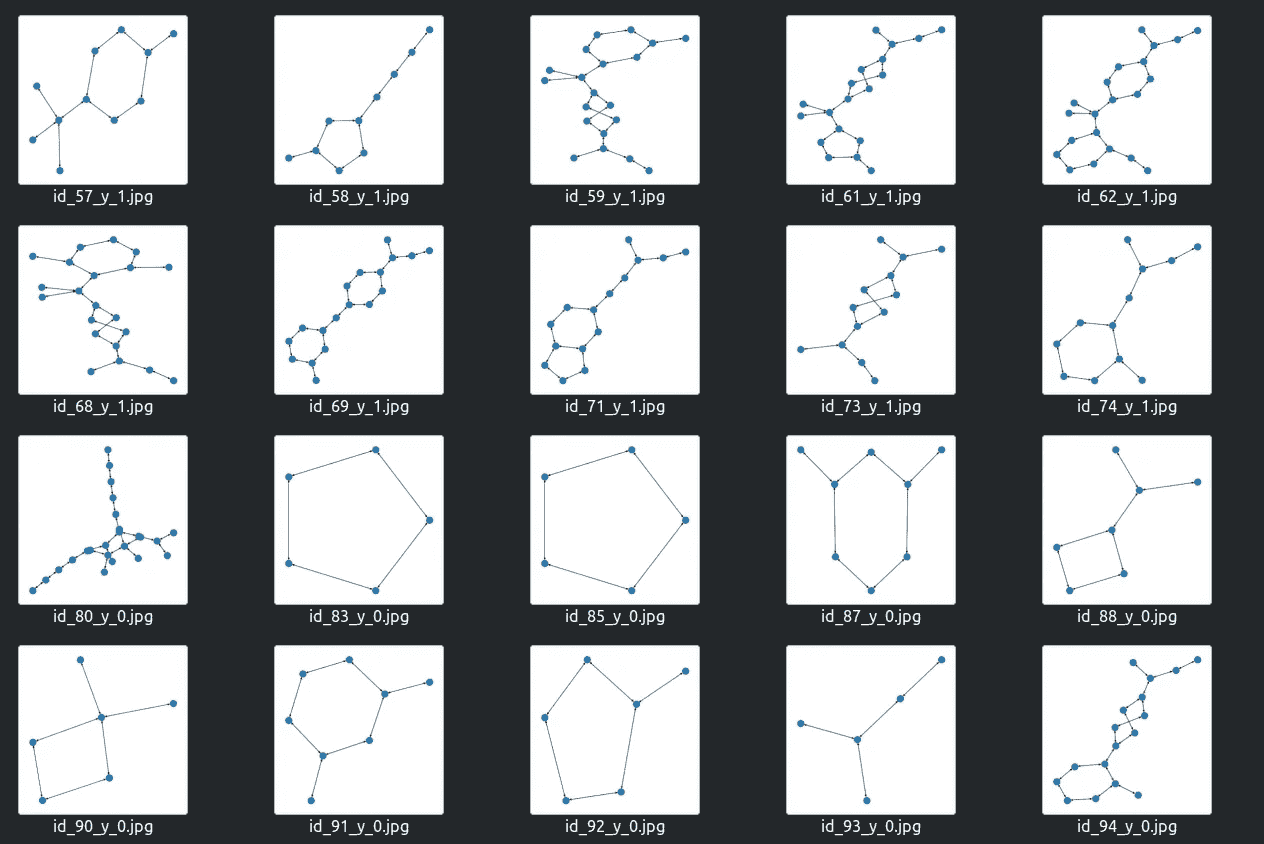 id_57_y_1.jpg id_58_y_1.jpg id_59_y_1.jpg id_61_y_1.jpg id_62_y_1.jpg
id_68_y_1.jpg id_69_y_1.jpg id_71_y_1.jpg id_73_y_1.jpg id_74_y_1.jpg
id_80_y_0.jpg id_83_y_0.jpg id_85_y_0.jpg id_87_y_0.jpg id_88_y_0.jpg
id_90_y_0.jpg id_91_y_0.jpg id_92_y_0.jpg id_93_y_0.jpg id_94_y_0.jpg